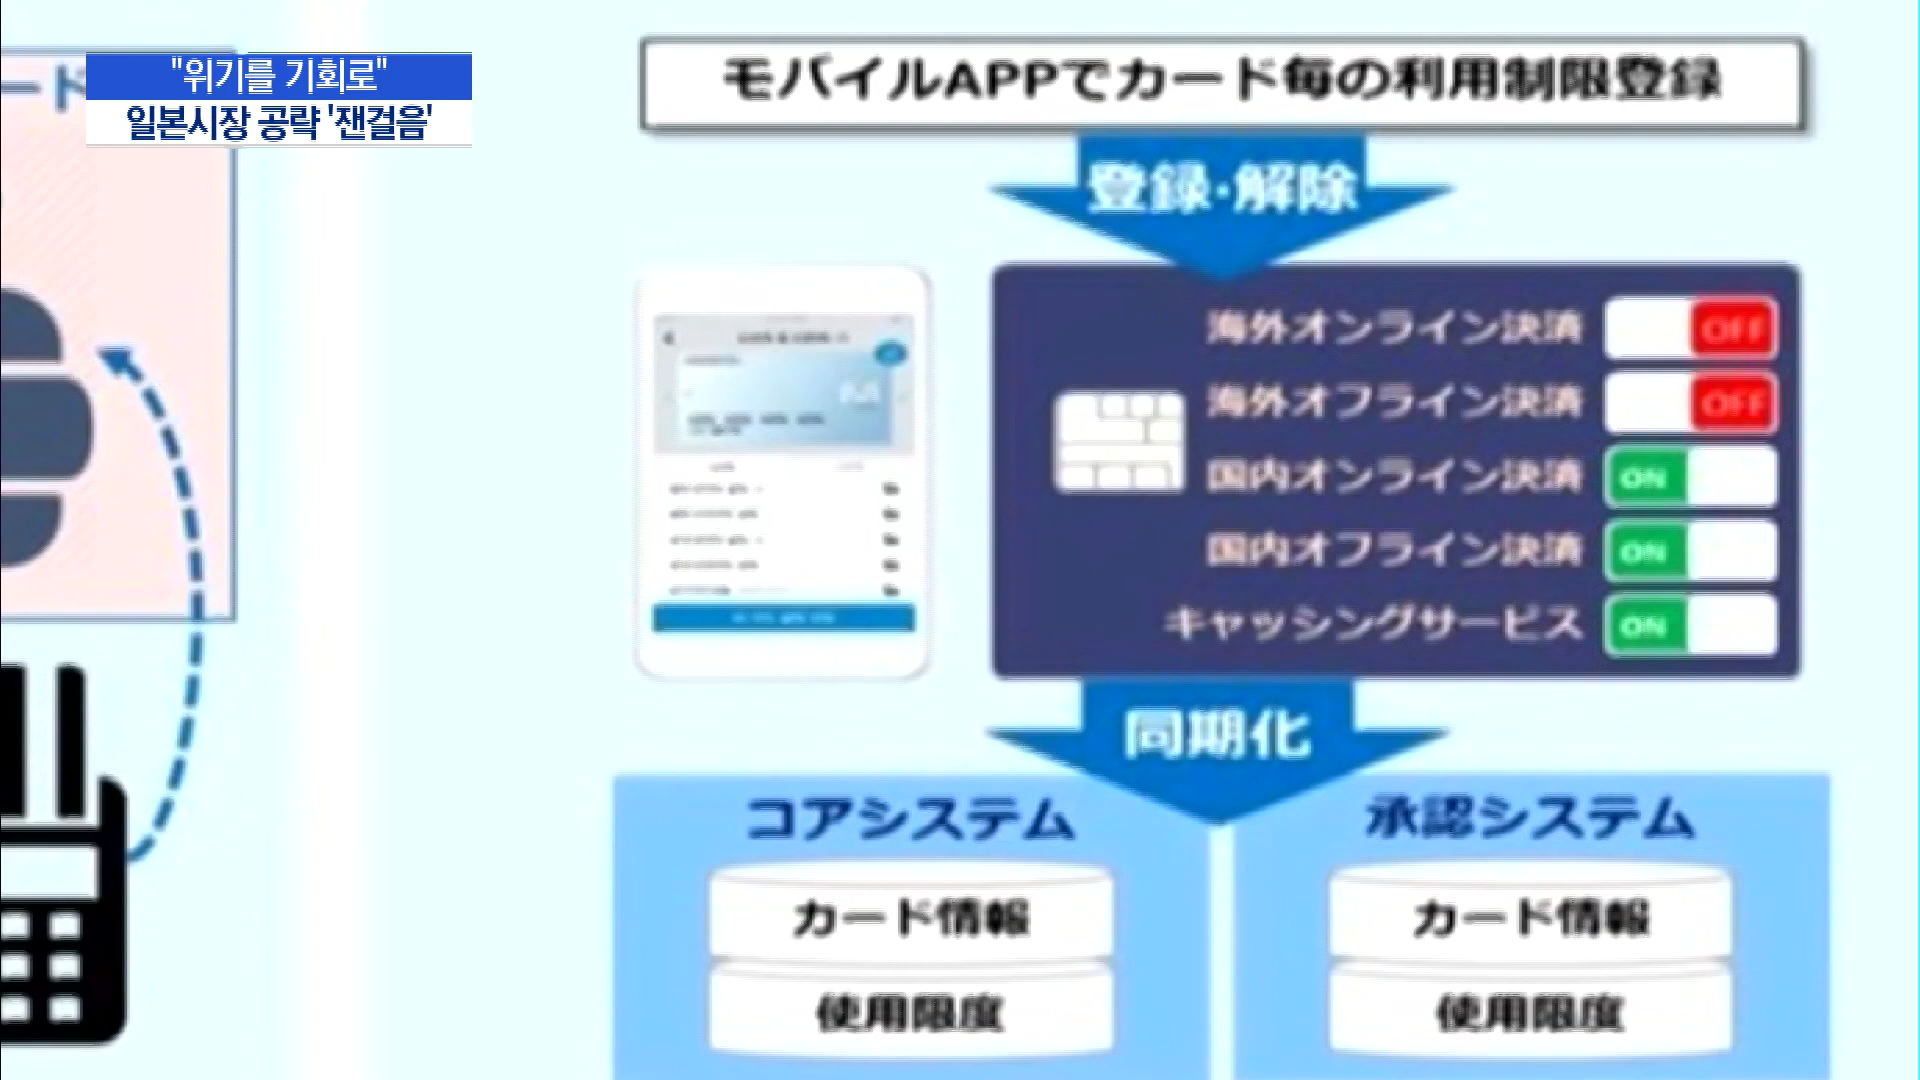 ード
"위기를 기회로"
일본시장 공략 '잰걸음'
モバイルAPPでカード毎の利用制限登録
登録·解除
海外オンライン決済 OFF
海外オフライン決済 OFF
国内オンライン決済 ON
国内オフライン決済 ON
キャッシングサービス ON
同期化
コアシステム
承認システム
カード情報
カード情報
使用限度
使用限度